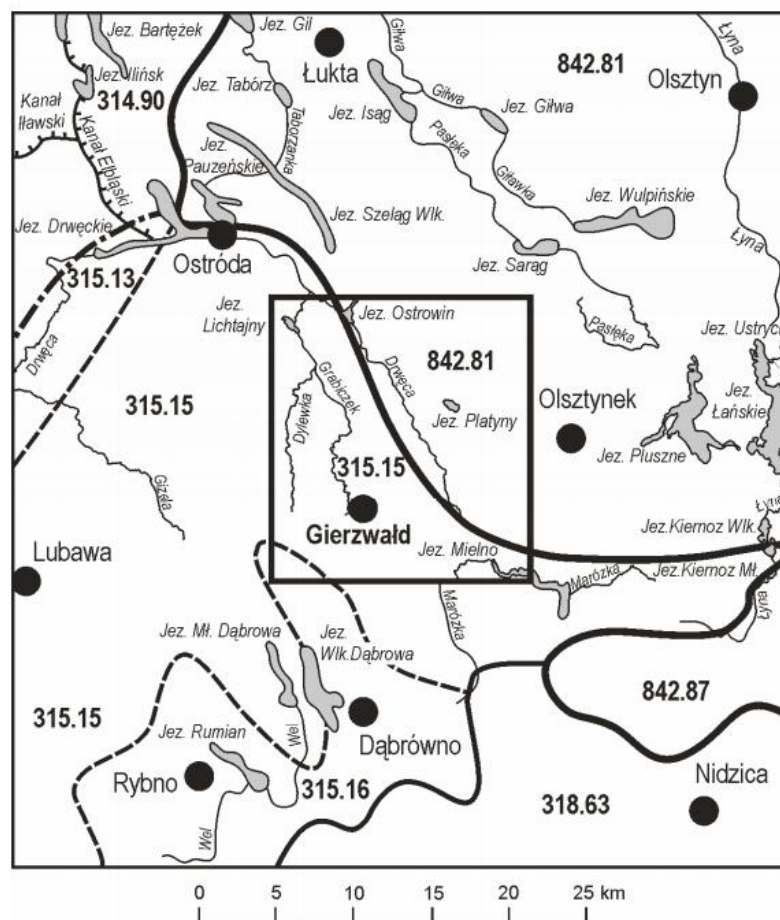 Jez. Bartężek
Jez. Gil
Łukta
Giłwa
842.81
Łyna
Olsztyn
Jez. Ilińsk
314.90
Kanał
Iławski
Kanał Elbląski
Jez. Tabórz
Taborzanka
Jez. Isąg
Giłwa
Jez. Giłwa
Pasłęka
Giławka
Jez.
Pauzeńskie
Jez. Wulpińskie
Jez. Szeląg Wlk.
Jez. Drwęckie
Ostróda
Jez. Sarąg
Łyna
315.13
Drwęca
Jez.
Lichtajny
Jez. Ostrowin
Pasłęka
Jez. Ustrych
842.81
Drwęca
Grabiczek
Dylewka
Jez. Platyny
Olsztynek
Jez.
Łańskie
Jez. Pluszne
315.15
Gizela
315.15
Gierzwałd
Łyna
Jez.Kiernoz Wlk.
Lubawa
Jez. Mielno
Marózka
Jez.Kiernoz Mł.
Łyna
Marózka
Jez. Mł. Dąbrowa
Jez.
Wlk.Dąbrowa
842.87
315.15
Jez. Rumian
Wel
Dąbrówno
Rybno
315.16
318.63
Nidzica
Wel
0 5 10 15 20 25 km